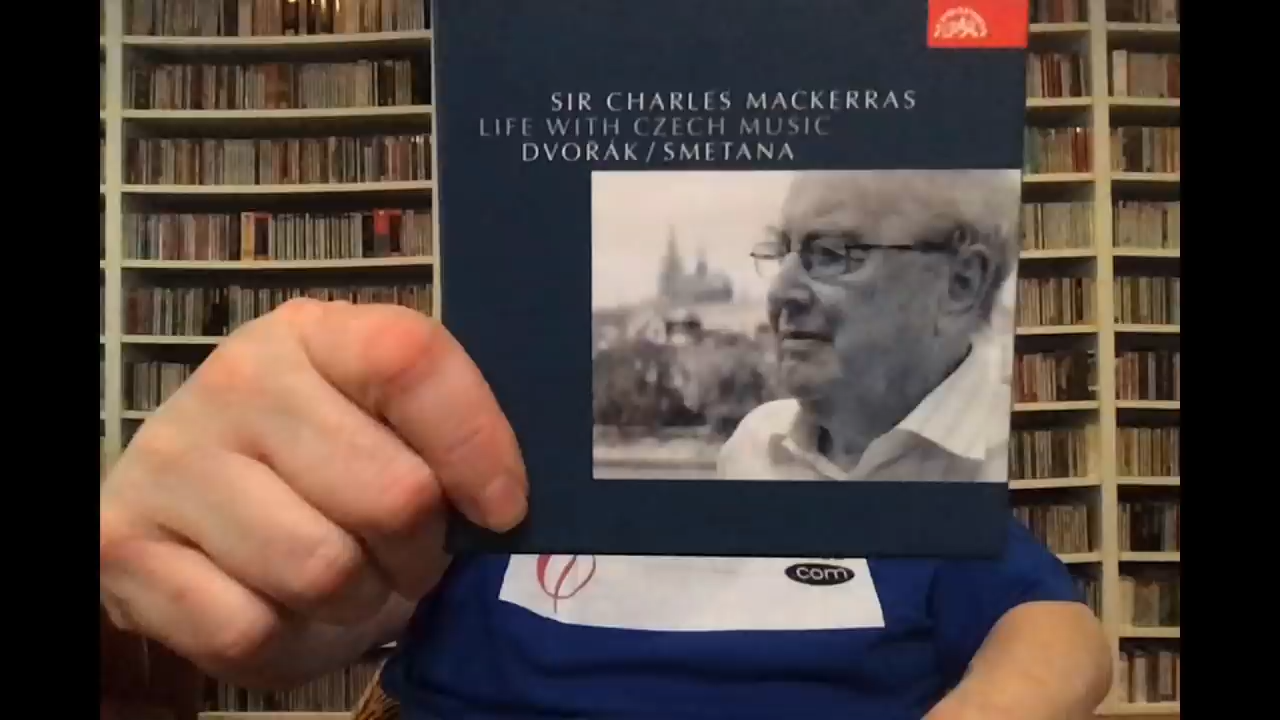 SIR CHARLES MACKERRAS
LIFE WITH CZECH MUSIC
DVOŘÁK / SMETANA
com